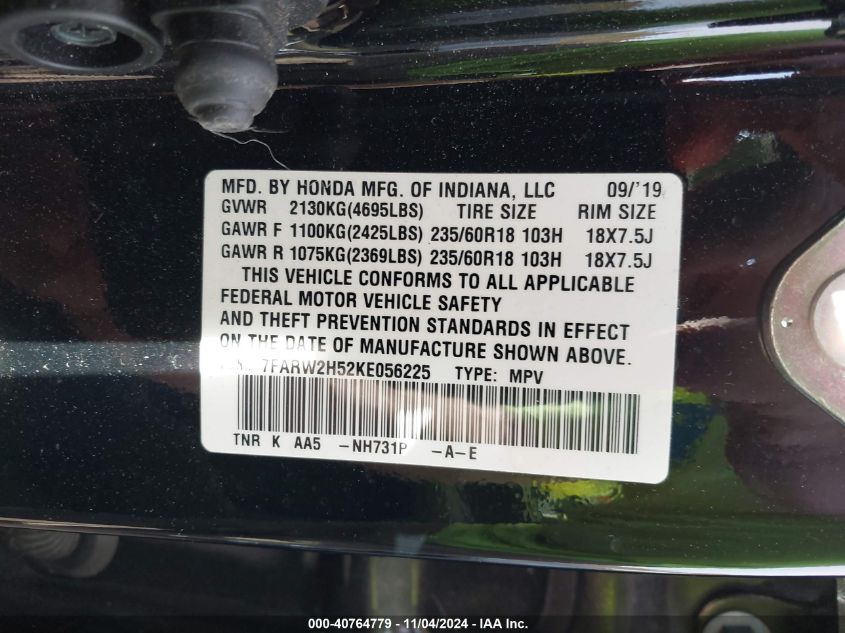 MFD. BY HONDA MFG. OF INDIANA, LLC 09/'19
GVWR 2130KG(4695LBS) TIRE SIZE RIM SIZE
GAWR F 1100KG(2425LBS) 235/60R18 103H 18X7.5J
GAWR R 1075KG(2369LBS) 235/60R18 103H 18X7.5J
THIS VEHICLE CONFORMS TO ALL APPLICABLE
FEDERAL MOTOR VEHICLE SAFETY
AND THEFT PREVENTION STANDARDS IN EFFECT
ON THE DATE OF MANUFACTURE SHOWN ABOVE.
7FARW2H52KE056225 TYPE: MPV
TNR K AA5 -NH731P -A-E
000-40764779 - 11/04/2024 - IAA Inc.